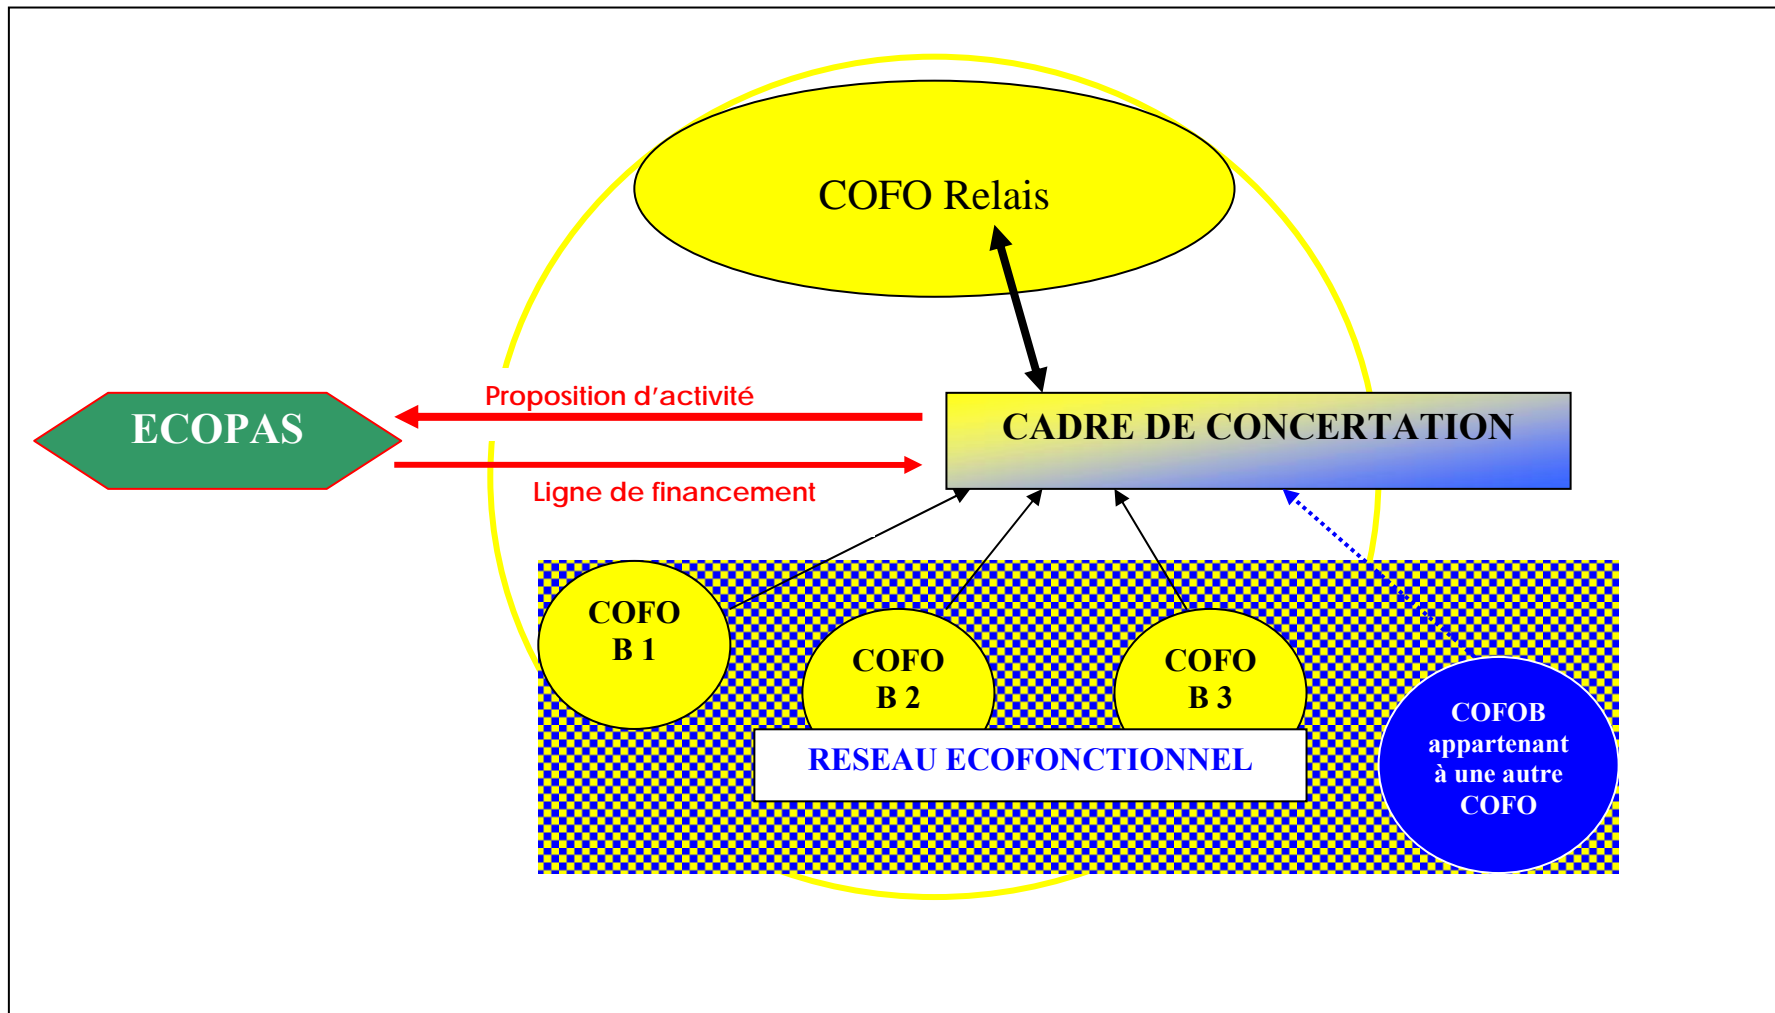 COFO Relais
Proposition d'activité
ECOPAS
CADRE DE CONCERTATION
Ligne de financement
COFO
B 1
COFO
B 2
COFO
B 3
RESEAU ECOFONCTIONNEL
COFOB
appartenant
à une autre
COFO